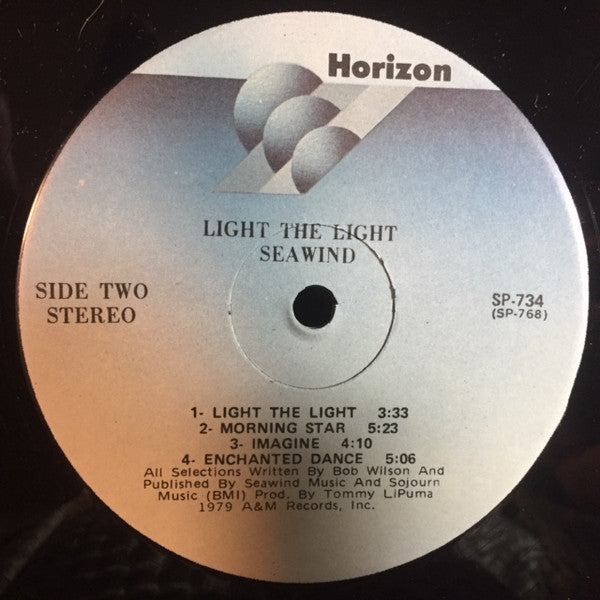 Horizon
LIGHT THE LIGHT
SEAWIND
SIDE TWO
STEREO
SP-734
(SP-768)
1- LIGHT THE LIGHT 3:33
2- MORNING STAR 5:23
3- IMAGINE 4:10
4- ENCHANTED DANCE 5:06
All Selections Written By Bob Wilson And
Published By Seawind Music And Sojourn
Music (BMI) Prod. By Tommy LiPuma
1979 A&M Records, Inc.